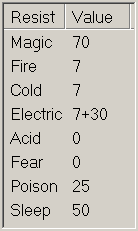 Resist Value
Magic 70
Fire 7
Cold 7
Electric 7+30
Acid 0
Fear 0
Poison 25
Sleep 50